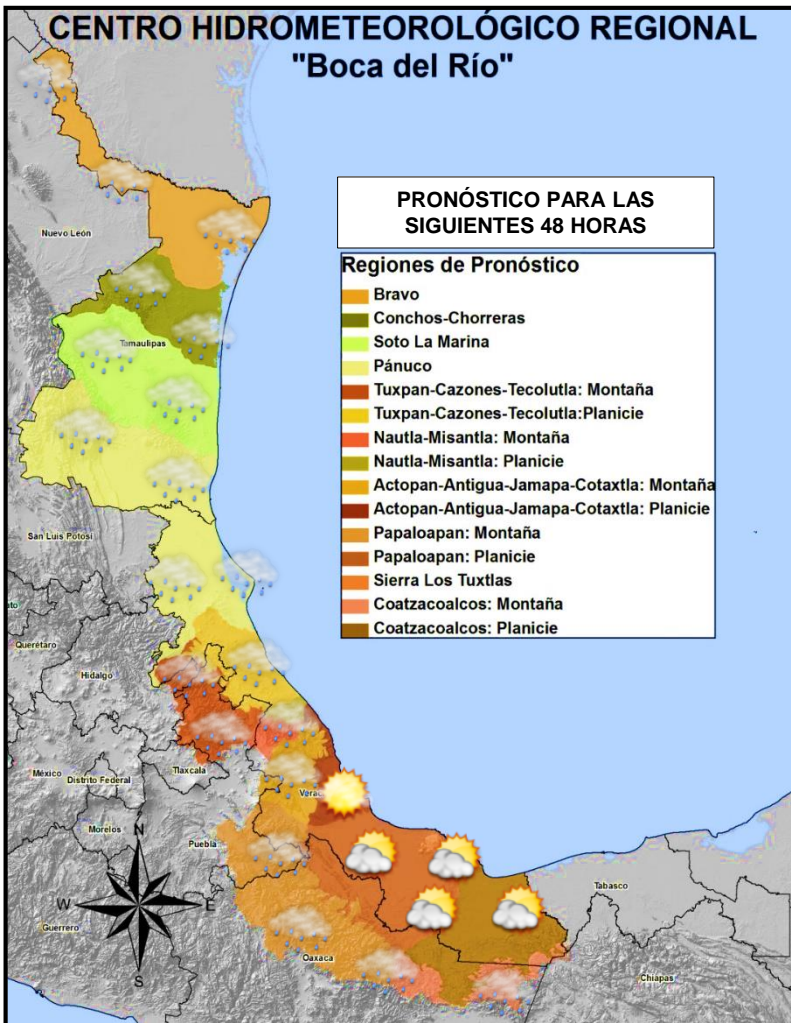 CENTRO HIDROMETEOROLÓGICO REGIONAL
"Boca del Río"
PRONÓSTICO PARA LAS
SIGUIENTES 48 HORAS
Regiones de Pronóstico
Bravo
Conchos-Chorreras
Soto La Marina
Pánuco
Tuxpan-Cazones-Tecolutla: Montaña
Tuxpan-Cazones-Tecolutla:Planicie
Nautla-Misantla: Montaña
Nautla-Misantla: Planicie
Actopan-Antigua-Jamapa-Cotaxtla: Montaña
Actopan-Antigua-Jamapa-Cotaxtla: Planicie
Papaloapan: Montaña
Papaloapan: Planicie
Sierra Los Tuxtlas
Coatzacoalcos: Montaña
Coatzacoalcos: Planicie
Nuevo León
Tamaulipas
San Luis Potosí
Querétaro
Hidalgo
México
Distrito Federal
Tlaxcala
Morelos
Puebla
N
W
E
S
Guerrero
Oaxaca
Tabasco
Chiapas